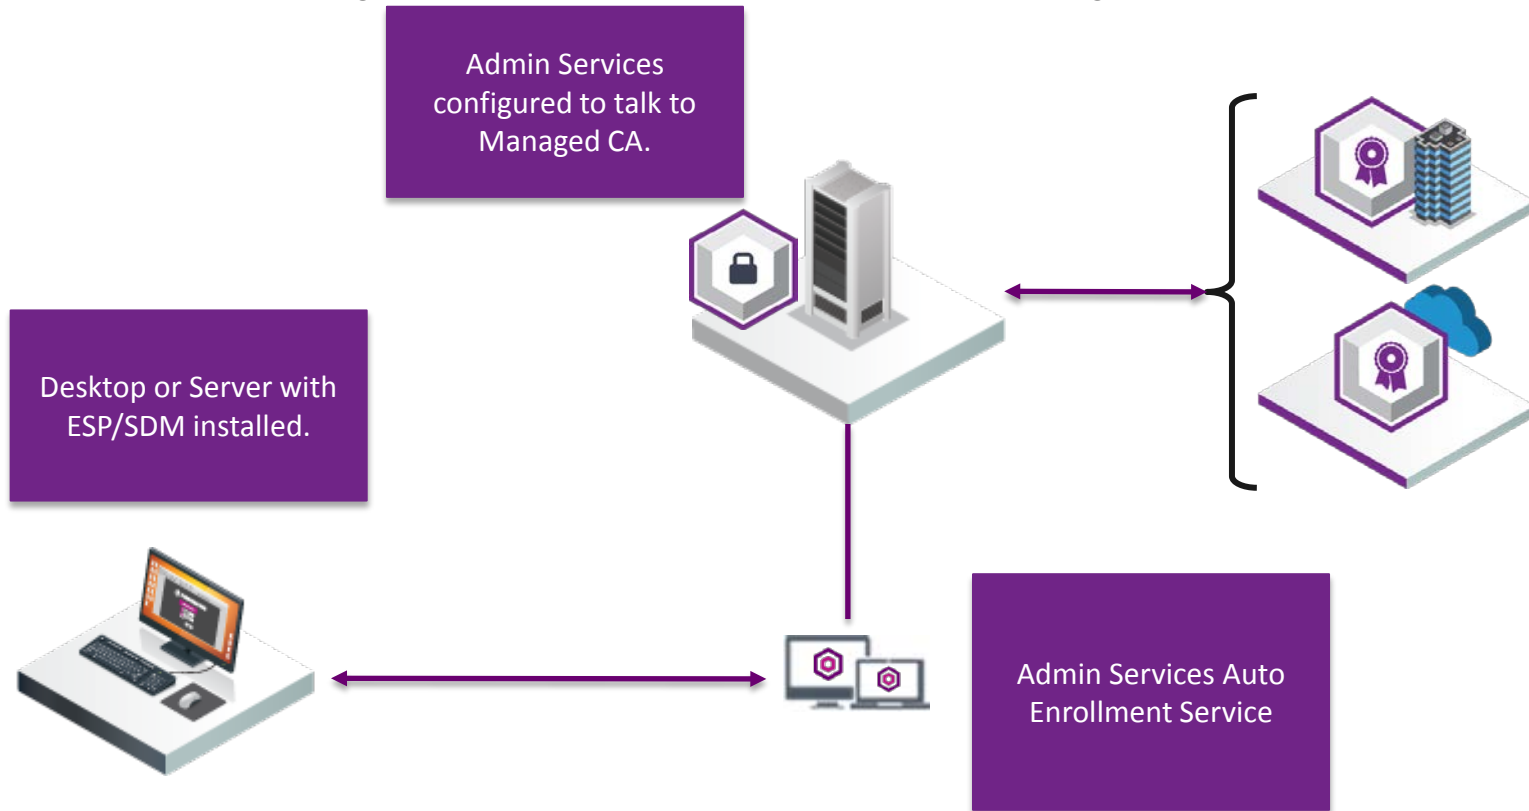 Admin Services
configured to talk to
Managed CA.
Desktop or Server with
ESP/SDM installed.
Admin Services Auto
Enrollment Service